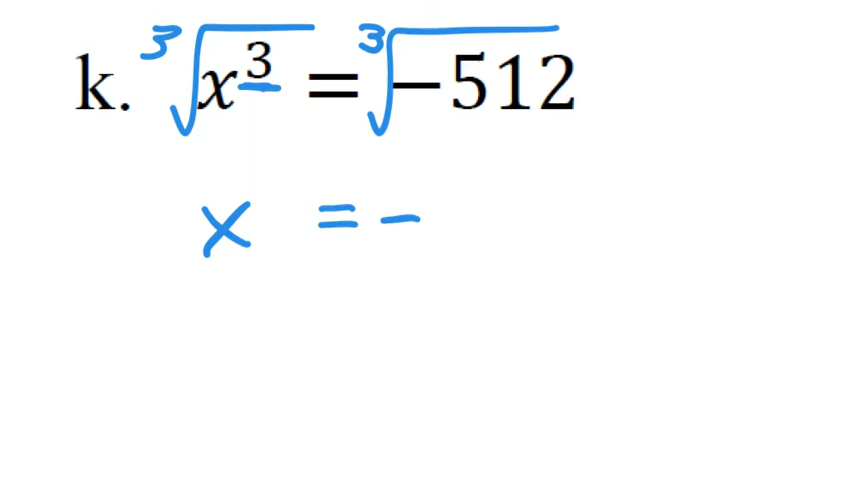 k. ∛x³ = ∛−512
x = −